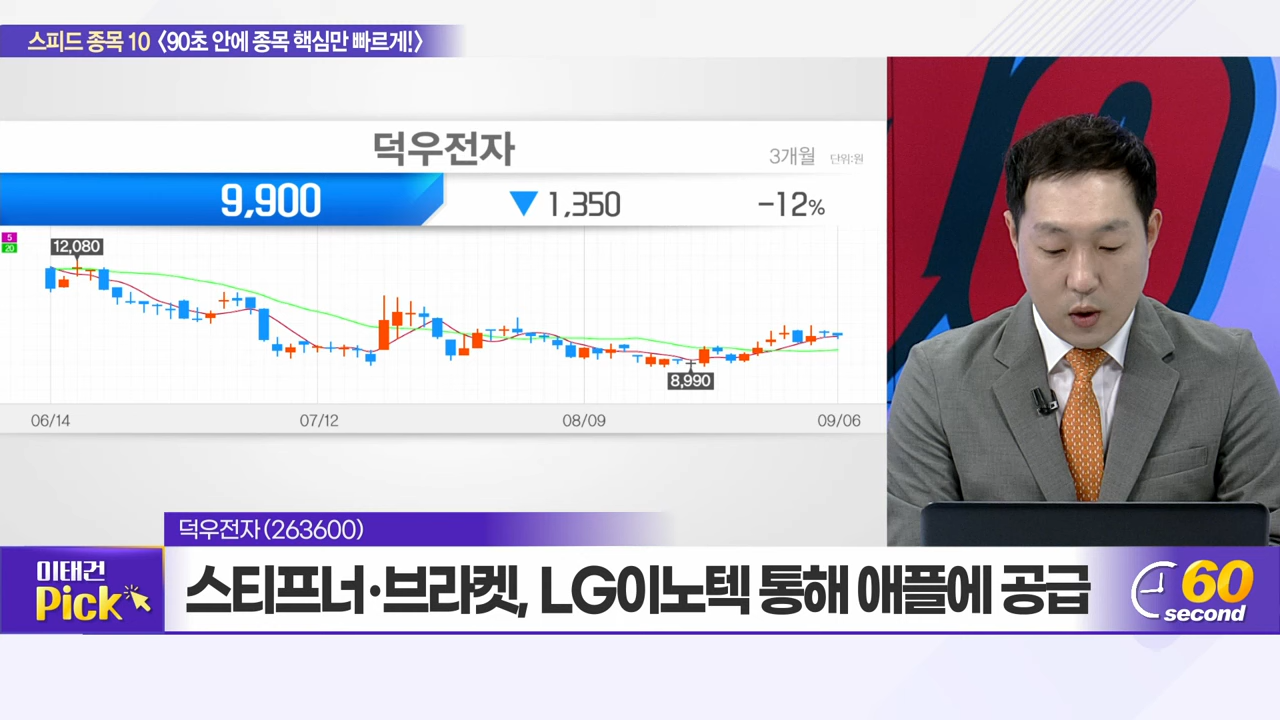 스피드 종목 10 <90초 안에 종목 핵심만 빠르게!>
덕우전자
3개월 단위:원
9,900 ▼ 1,350 -12%
5
20
12,080
8,990
06/14 07/12 08/09 09/06
덕우전자(263600)
이태건
Pick
스티프너·브라켓, LG이노텍 통해 애플에 공급
60
second